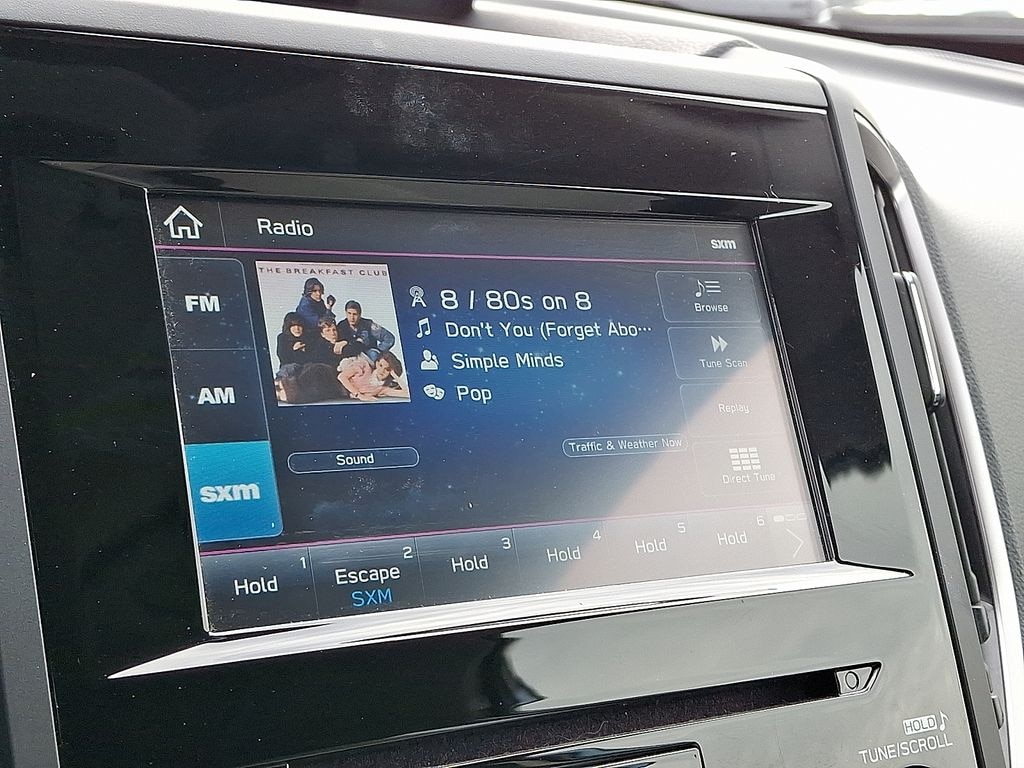 Radio
sxm
FM
AM
sxm
THE BREAKFAST CLUB
8 / 80s on 8
Don't You (Forget Abo...
Simple Minds
Pop
Browse
Tune Scan
Replay
Direct Tune
Sound
Traffic & Weather Now
Hold 1
Escape 2
SXM
Hold 3
Hold 4
Hold 5
Hold 6
HOLD
TUNE/SCROLL